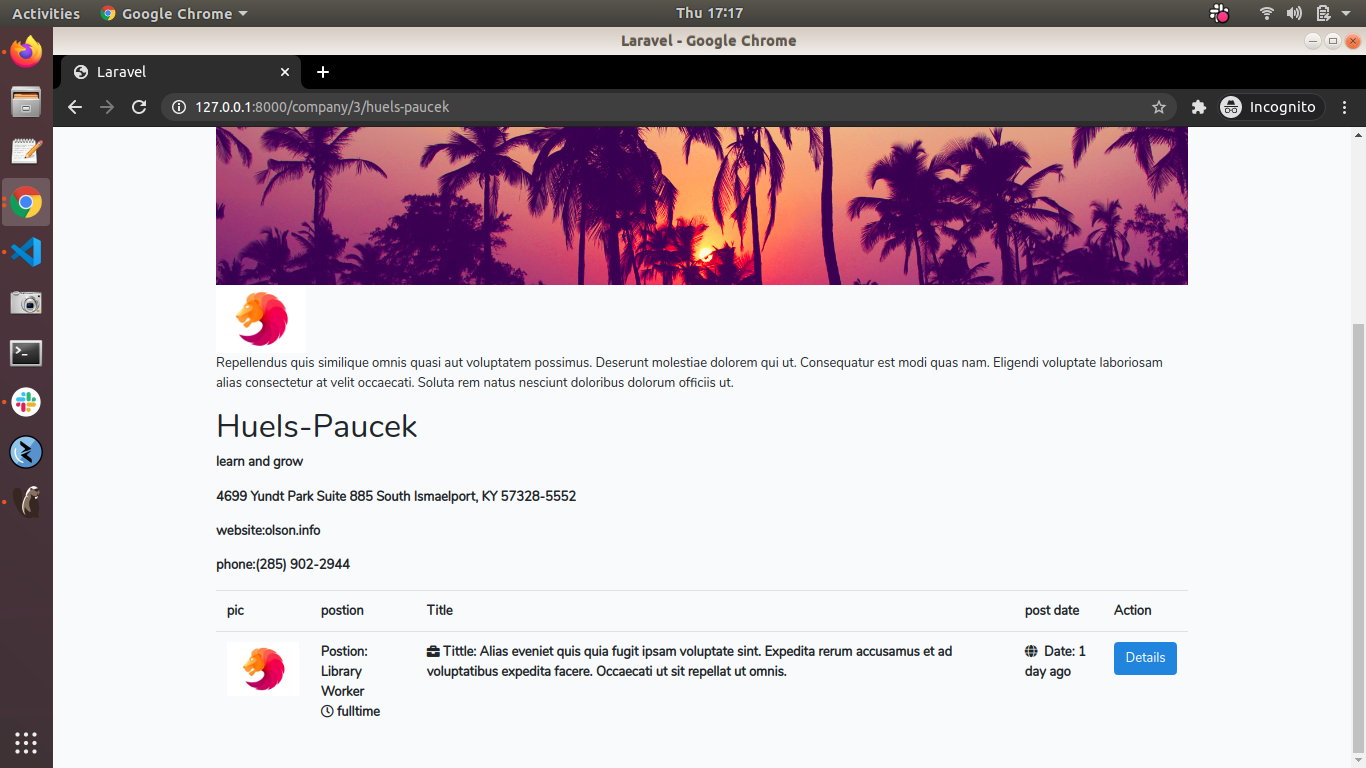 Activities Google Chrome Thu 17:17
Laravel - Google Chrome
Laravel
127.0.0.1:8000/company/3/huels-paucek Incognito
Repellendus quis similique omnis quasi aut voluptatem possimus. Deserunt molestiae dolorem qui ut. Consequatur est modi quas nam. Eligendi voluptate laboriosam
alias consectetur at velit occaecati. Soluta rem natus nesciunt doloribus dolorum officiis ut.
Huels-Paucek
learn and grow
4699 Yundt Park Suite 885 South Ismaelport, KY 57328-5552
website:olson.info
phone:(285) 902-2944
pic postion Title post date Action
Postion:
Library
Worker
fulltime
Tittle: Alias eveniet quis quia fugit ipsam voluptate sint. Expedita rerum accusamus et ad
voluptatibus expedita facere. Occaecati ut sit repellat ut omnis.
Date: 1
day ago
Details